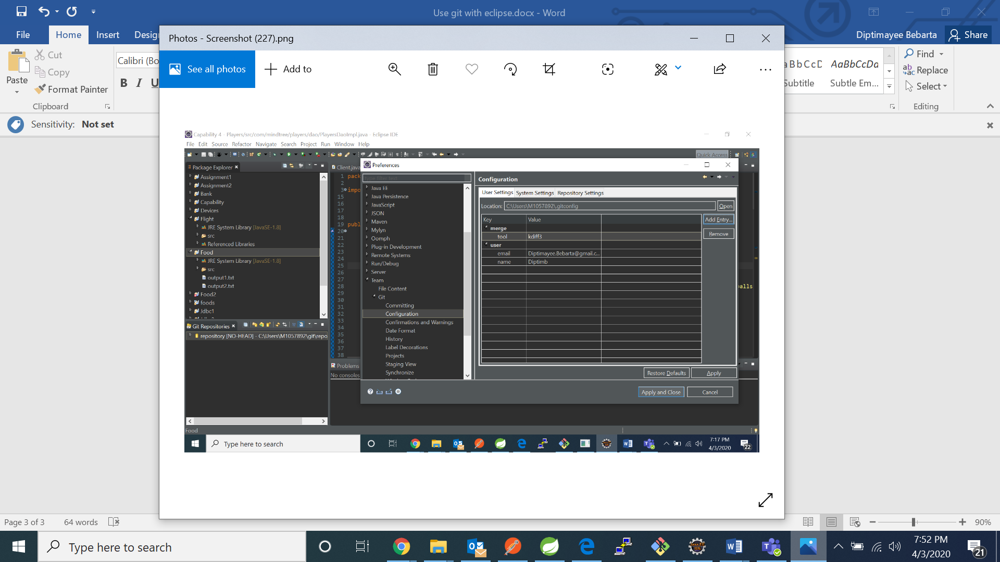 Use git with eclipse.docx - Word
File Home Insert Desig
Diptimayee Bebarta Share
Photos - Screenshot (227).png
See all photos Add to
Paste
Cut
Copy
Format Painter
Clipboard
Calibri (Bo
B I U
aBbCcD AaBbCcDd
Subtitle Subtle Em...
Find
Replace
Select
Editing
Sensitivity: Not set
Capability 4 - Players/src/com/mindtree/players/dao/PlayersDaoImpl.java - Eclipse IDE
File Edit Source Refactor Navigate Search Project Run Window Help
Quick Access
Package Explorer
Assignment1
Assignment2
Bank
Capability
Devices
Flight
JRE System Library [JavaSE-1.8]
src
Referenced Libraries
Food
JRE System Library [JavaSE-1.8]
src
output1.txt
output2.txt
Food2
foods
Jdbc1
Git Repositories
repository [NO-HEAD] - C:\Users\M1057892\git\repo
Client.java
1 pack
2
3 impo
15
16
17
18
19 publ
20
21
22
23
24
25
26
27
28
29
30
31
32
33
34
35
36
37
38
balls
Problems
No consoles
Preferences
type filter text
Java EE
Java Persistence
JavaScript
JSON
Maven
Mylyn
Oomph
Plug-in Development
Remote Systems
Run/Debug
Server
Team
File Content
Git
Committing
Configuration
Confirmations and Warnings
Date Format
History
Label Decorations
Projects
Staging View
Synchronize
Configuration
User Settings System Settings Repository Settings
Location: C:\Users\M1057892\.gitconfig Open
Key Value
Add Entry...
Remove
merge
tool kdiff3
user
email Diptimayee.Bebarta@gmail.c...
name Diptimb
Restore Defaults Apply
Apply and Close Cancel
Food
Type here to search
7:17 PM
4/3/2020
22
Page 3 of 3 64 words
90%
Type here to search
7:52 PM
4/3/2020
21